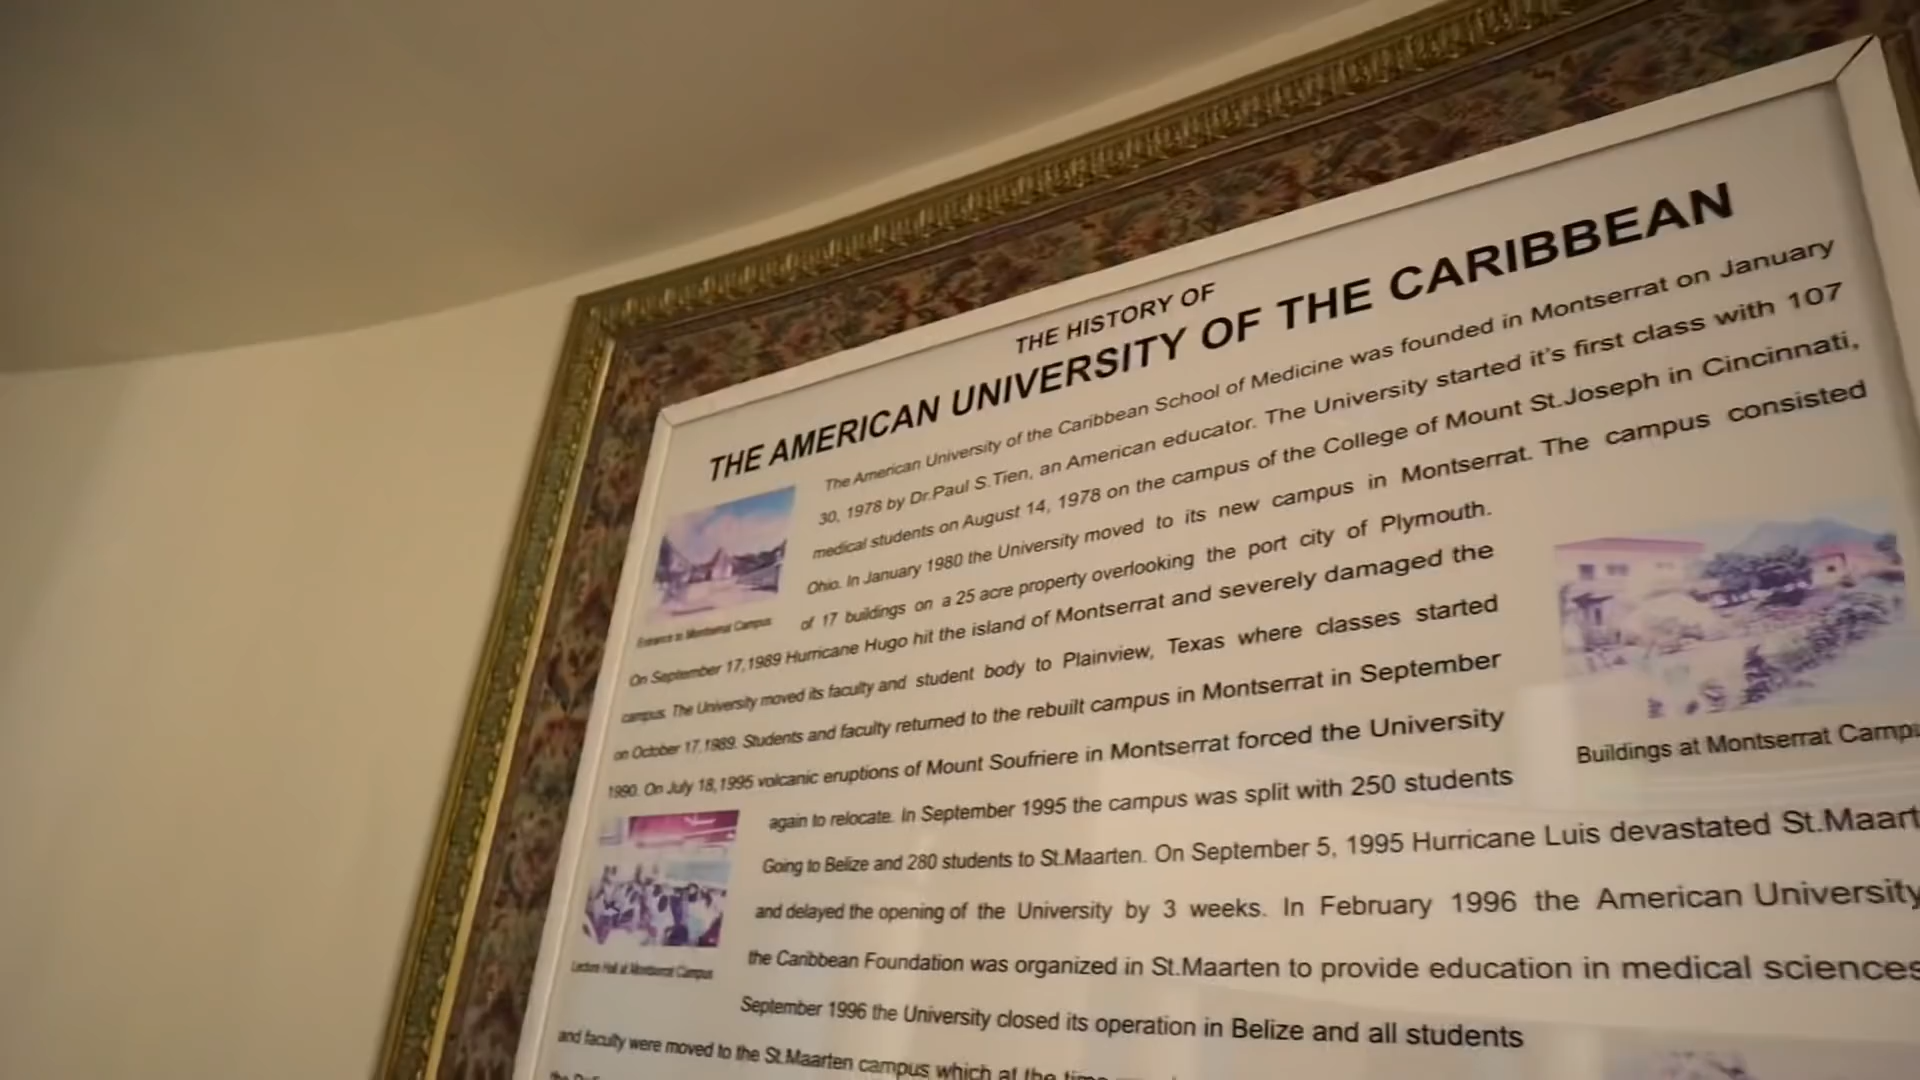 THE HISTORY OF
THE AMERICAN UNIVERSITY OF THE CARIBBEAN
The American University of the Caribbean School of Medicine was founded in Montserrat on January
30, 1978 by Dr.Paul S.Tien, an American educator. The University started it's first class with 107
medical students on August 14, 1978 on the campus of the College of Mount St.Joseph in Cincinnati,
Ohio. In January 1980 the University moved to its new campus in Montserrat. The campus consisted
of 17 buildings on a 25 acre property overlooking the port city of Plymouth.
Entrance to Montserrat Campus
On September 17,1989 Hurricane Hugo hit the island of Montserrat and severely damaged the
campus. The University moved its faculty and student body to Plainview, Texas where classes started
on October 17,1989. Students and faculty returned to the rebuilt campus in Montserrat in September
1990. On July 18,1995 volcanic eruptions of Mount Soufriere in Montserrat forced the University
Buildings at Montserrat Campu
again to relocate. In September 1995 the campus was split with 250 students
Going to Belize and 280 students to St.Maarten. On September 5, 1995 Hurricane Luis devastated St.Maart
and delayed the opening of the University by 3 weeks. In February 1996 the American University
the Caribbean Foundation was organized in St.Maarten to provide education in medical sciences
Lecture Hall at Montserrat Campus
September 1996 the University closed its operation in Belize and all students
and faculty were moved to the St.Maarten campus which at the time